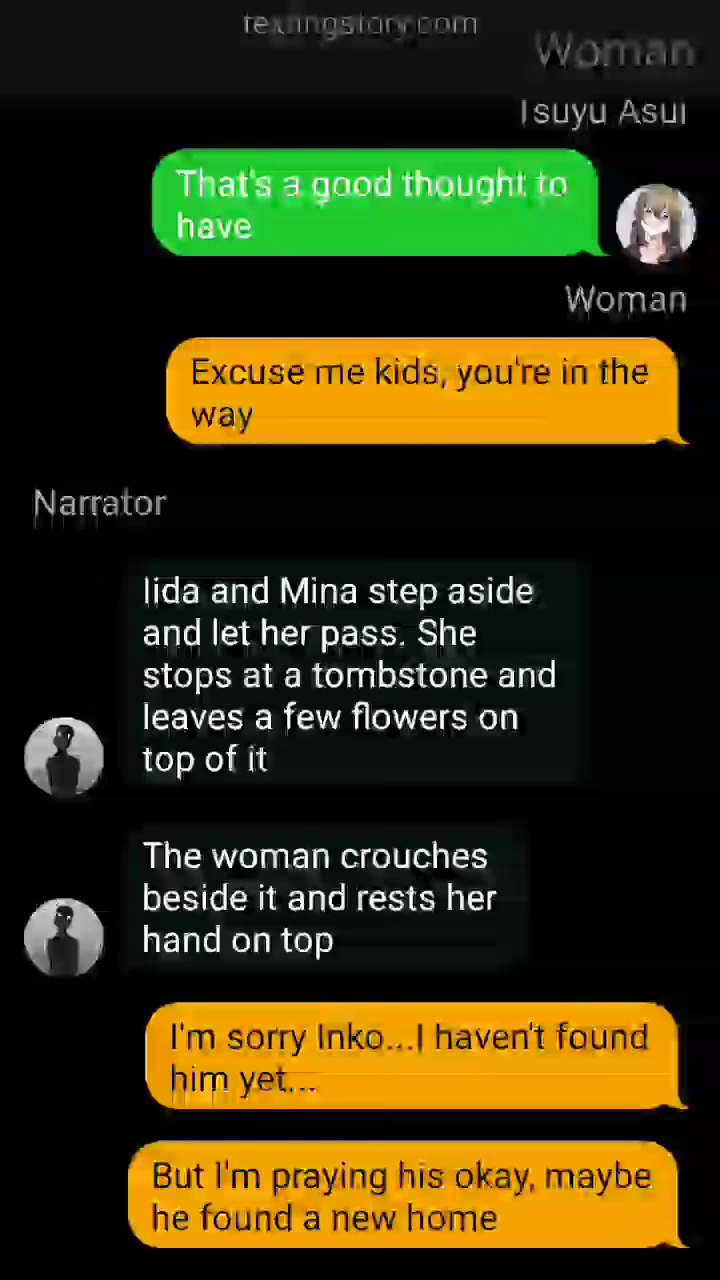 texingstory.com
Woman
Tsuyu Asui
That's a good thought to
have
Woman
Excuse me kids, you're in the
way
Narrator
Iida and Mina step aside
and let her pass. She
stops at a tombstone and
leaves a few flowers on
top of it
The woman crouches
beside it and rests her
hand on top
I'm sorry Inko...I haven't found
him yet...
But I'm praying his okay, maybe
he found a new home